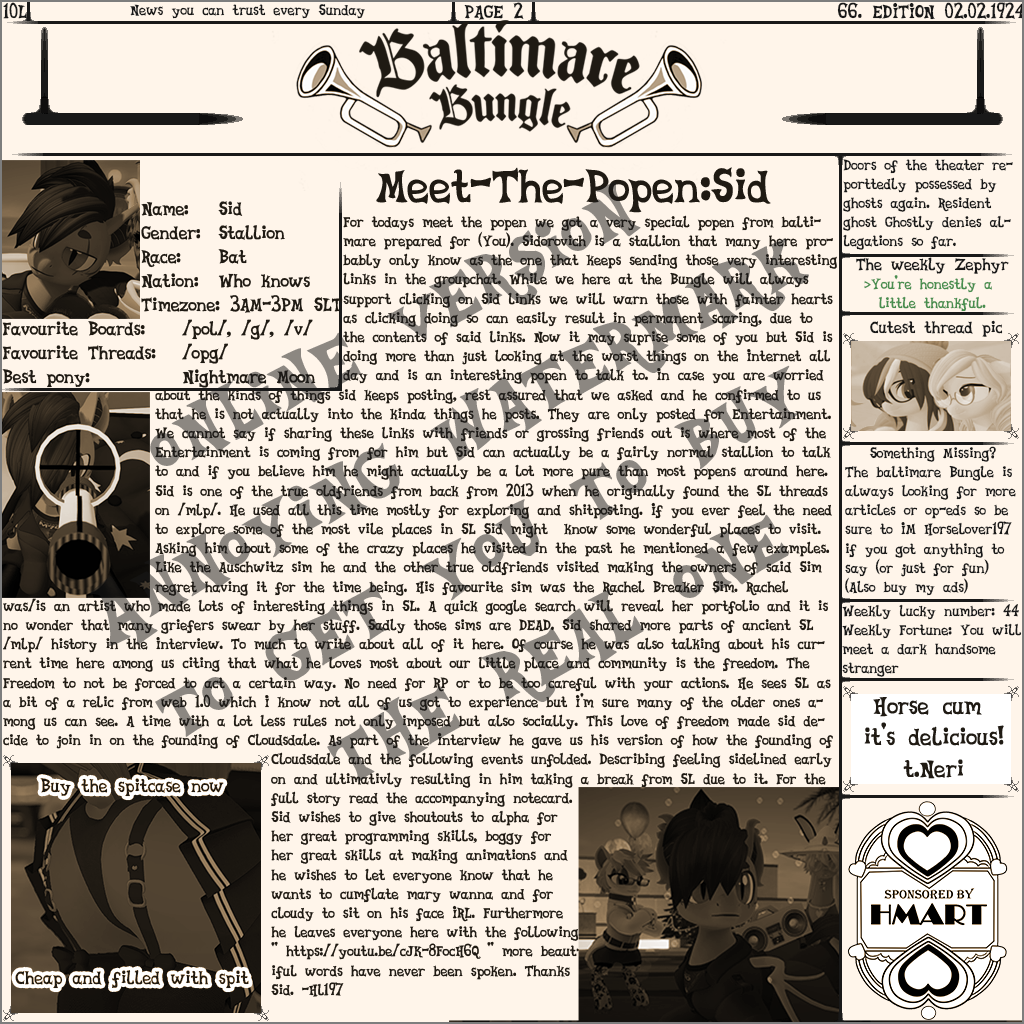 10L
News you can trust every Sunday
PAGE 2
66. EDITION 02.02.1924
Baltimare
Bungle
Name: Sid
Gender: Stallion
Race: Bat
Nation: Who knows
Timezone: 3AM-3PM SLT
Favourite Boards: /pol/, /g/, /v/
Favourite Threads: /opg/
Best pony: Nightmare Moon
Meet-The-Popen:Sid
For todays meet the popen we got a very special popen from balti-
mare prepared for (You) Sidorovich is a stallion that many here pro-
bably only know as the one that keeps sending those very interesting
links in the groupchat. While we here at the Bungle will always
support clicking on Sid Links we will warn those with fainter hearts
as clicking doing so can easily result in permanent scaring, due to
the contents of said Links. Now it may suprise some of you but Sid is
doing more than just looking at the worst things on the internet all
day and is an interesting popen to talk to. in case you are worried
about the kinds of things sid keeps posting, rest assured that we asked and he confirmed to us
that he is not actually into the kinda things he posts. They are only posted for Entertainment.
We cannot say if sharing these Links with friends or grossing friends out is where most of the
Entertainment is coming from for him but Sid can actually be a fairly normal stallion to talk
to and if you believe him he might actually be a lot more pure than most popens around here.
Sid is one of the true oldfriends from back from 2013 when he originally found the SL threads
on /mlp/. He used all this time mostly for exploring and shitposting. if you ever feel the need
to explore some of the most vile places in SL Sid might know some wonderful places to visit.
Asking him about some of the crazy places he visited in the past he mentioned a few examples.
Like the Auschwitz sim he and the other true oldfriends visited making the owners of said Sim
regret having it for the time being. His favourite sim was the Rachel Breaker Sim. Rachel
was/is an artist who made Lots of interesting things in SL. A quick google search will reveal her portfolio and it is
no wonder that many griefers swear by her stuff. Sadly those sims are DEAD. Sid shared more parts of ancient SL
/mlp/ history in the interview. To much to write about all of it here. Of course he was also talking about his cur-
rent time here among us citing that what he loves most about our Little place and community is the freedom. The
Freedom to not be forced to act a certain way. No need for RP or to be too careful with your actions. He sees SL as
a bit of a relic from web 1.0 which i know not all of us got to experience but i'm sure many of the older ones a-
mong us can see. A time with a lot less rules not only imposed but also socially. This love of freedom made sid de-
cide to join in on the founding of Cloudsdale. As part of the interview he gave us his version of how the founding of
Cloudsdale and the following events unfolded. Describing feeling sidelined early
on and ultimativly resulting in him taking a break from SL due to it. For the
full story read the accompanying notecard.
Sid wishes to give shoutouts to alpha for
her great programming skills, boggy for
her great skills at making animations and
he wishes to Let everyone know that he
wants to cumflate mary wanna and for
cloudy to sit on his face iRL. Furthermore
he Leaves everyone here with the following
" https://youtu.be/cJK-8FocH6Q " more beaut
iful words have never been spoken. Thanks
Sid. -HL197
Buy the spitcase now
Cheap and filled with spit
Doors of the theater re-
porttedly possessed by
ghosts again. Resident
ghost Ghostly denies al-
legations so far.
The weekly Zephyr
>You're honestly a
little thankful.
Cutest thread pic
Something Missing?
The baltimare Bungle is
always looking for more
articles or op-eds so be
sure to iM Horselover197
if you got anything to
say (or just for fun)
(Also buy my ads)
Weekly lucky number: 44
Weekly Fortune: You will
meet a dark handsome
stranger
Horse cum
it's delicious!
t.Neri
SPONSORED BY
HMART
ONLiNE VERSiON
ANNOYiNG WATERMARK
TO GET YOU TO BUY
THE REAL ONE